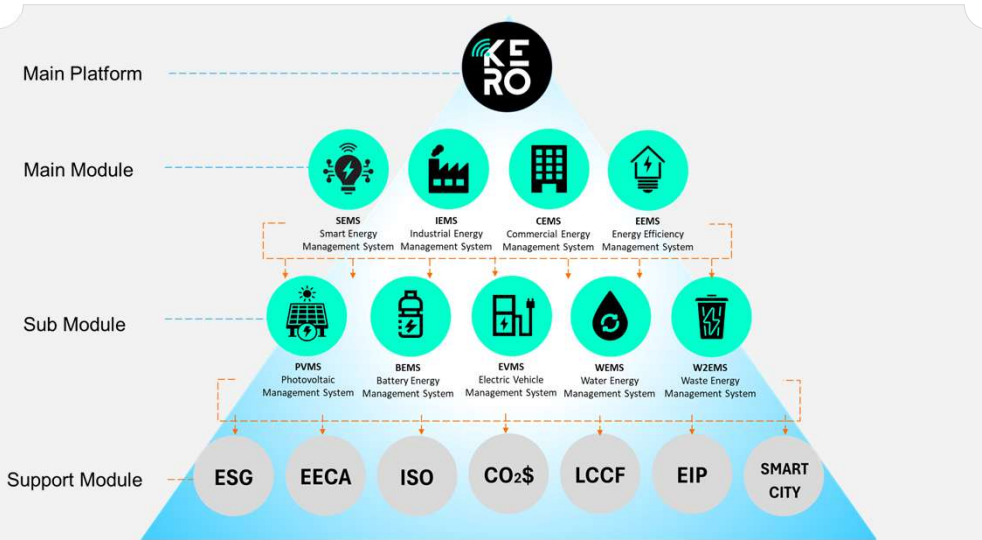 KE
RO
Main Platform
Main Module
SEMS
Smart Energy
Management System
IEMS
Industrial Energy
Management System
CEMS
Commercial Energy
Management System
EEMS
Energy Efficiency
Management System
Sub Module
PVMS
Photovoltaic
Management System
BEMS
Battary Energy
Management System
EVMS
Electric Vehicle
Management System
WEMS
Water Energy
Management System
W2EMS
Waste Energy
Management System
Support Module
ESG
EECA
ISO
CO₂$
LCCF
EIP
SMART
CITY